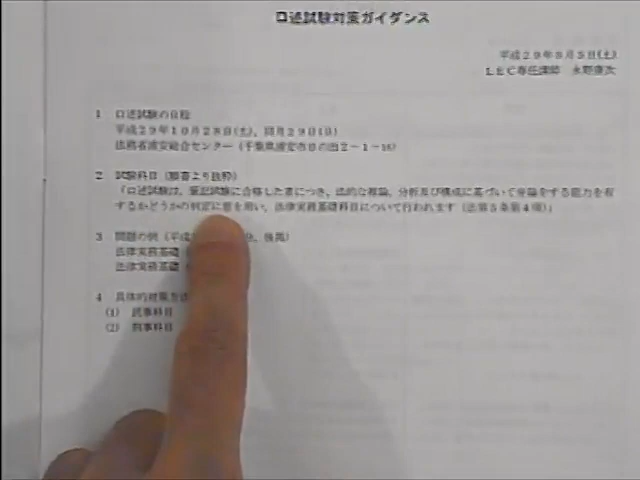 口述試験対策ガイダンス
平成29年8月5日(土)
LEC専任講師 永野康次
1 口述試験の日程
平成29年10月28日(土)、同月29日(日)
法務省浦安総合センター(千葉県浦安市日の出2-1-16)
2 試験科目(願書より抜粋)
「口述試験は、筆記試験に合格した者につき、法的な推論、分析及び構成に基づいて弁論をする能力を有
するかどうかの判定に意を用い、法律実務基礎科目について行われます(法第5条第4項)」
3 問題の例(平成 、後掲)
法律実務基礎
法律実務基礎
4 具体的対策方法
(1) 民事科目
(2) 刑事科目